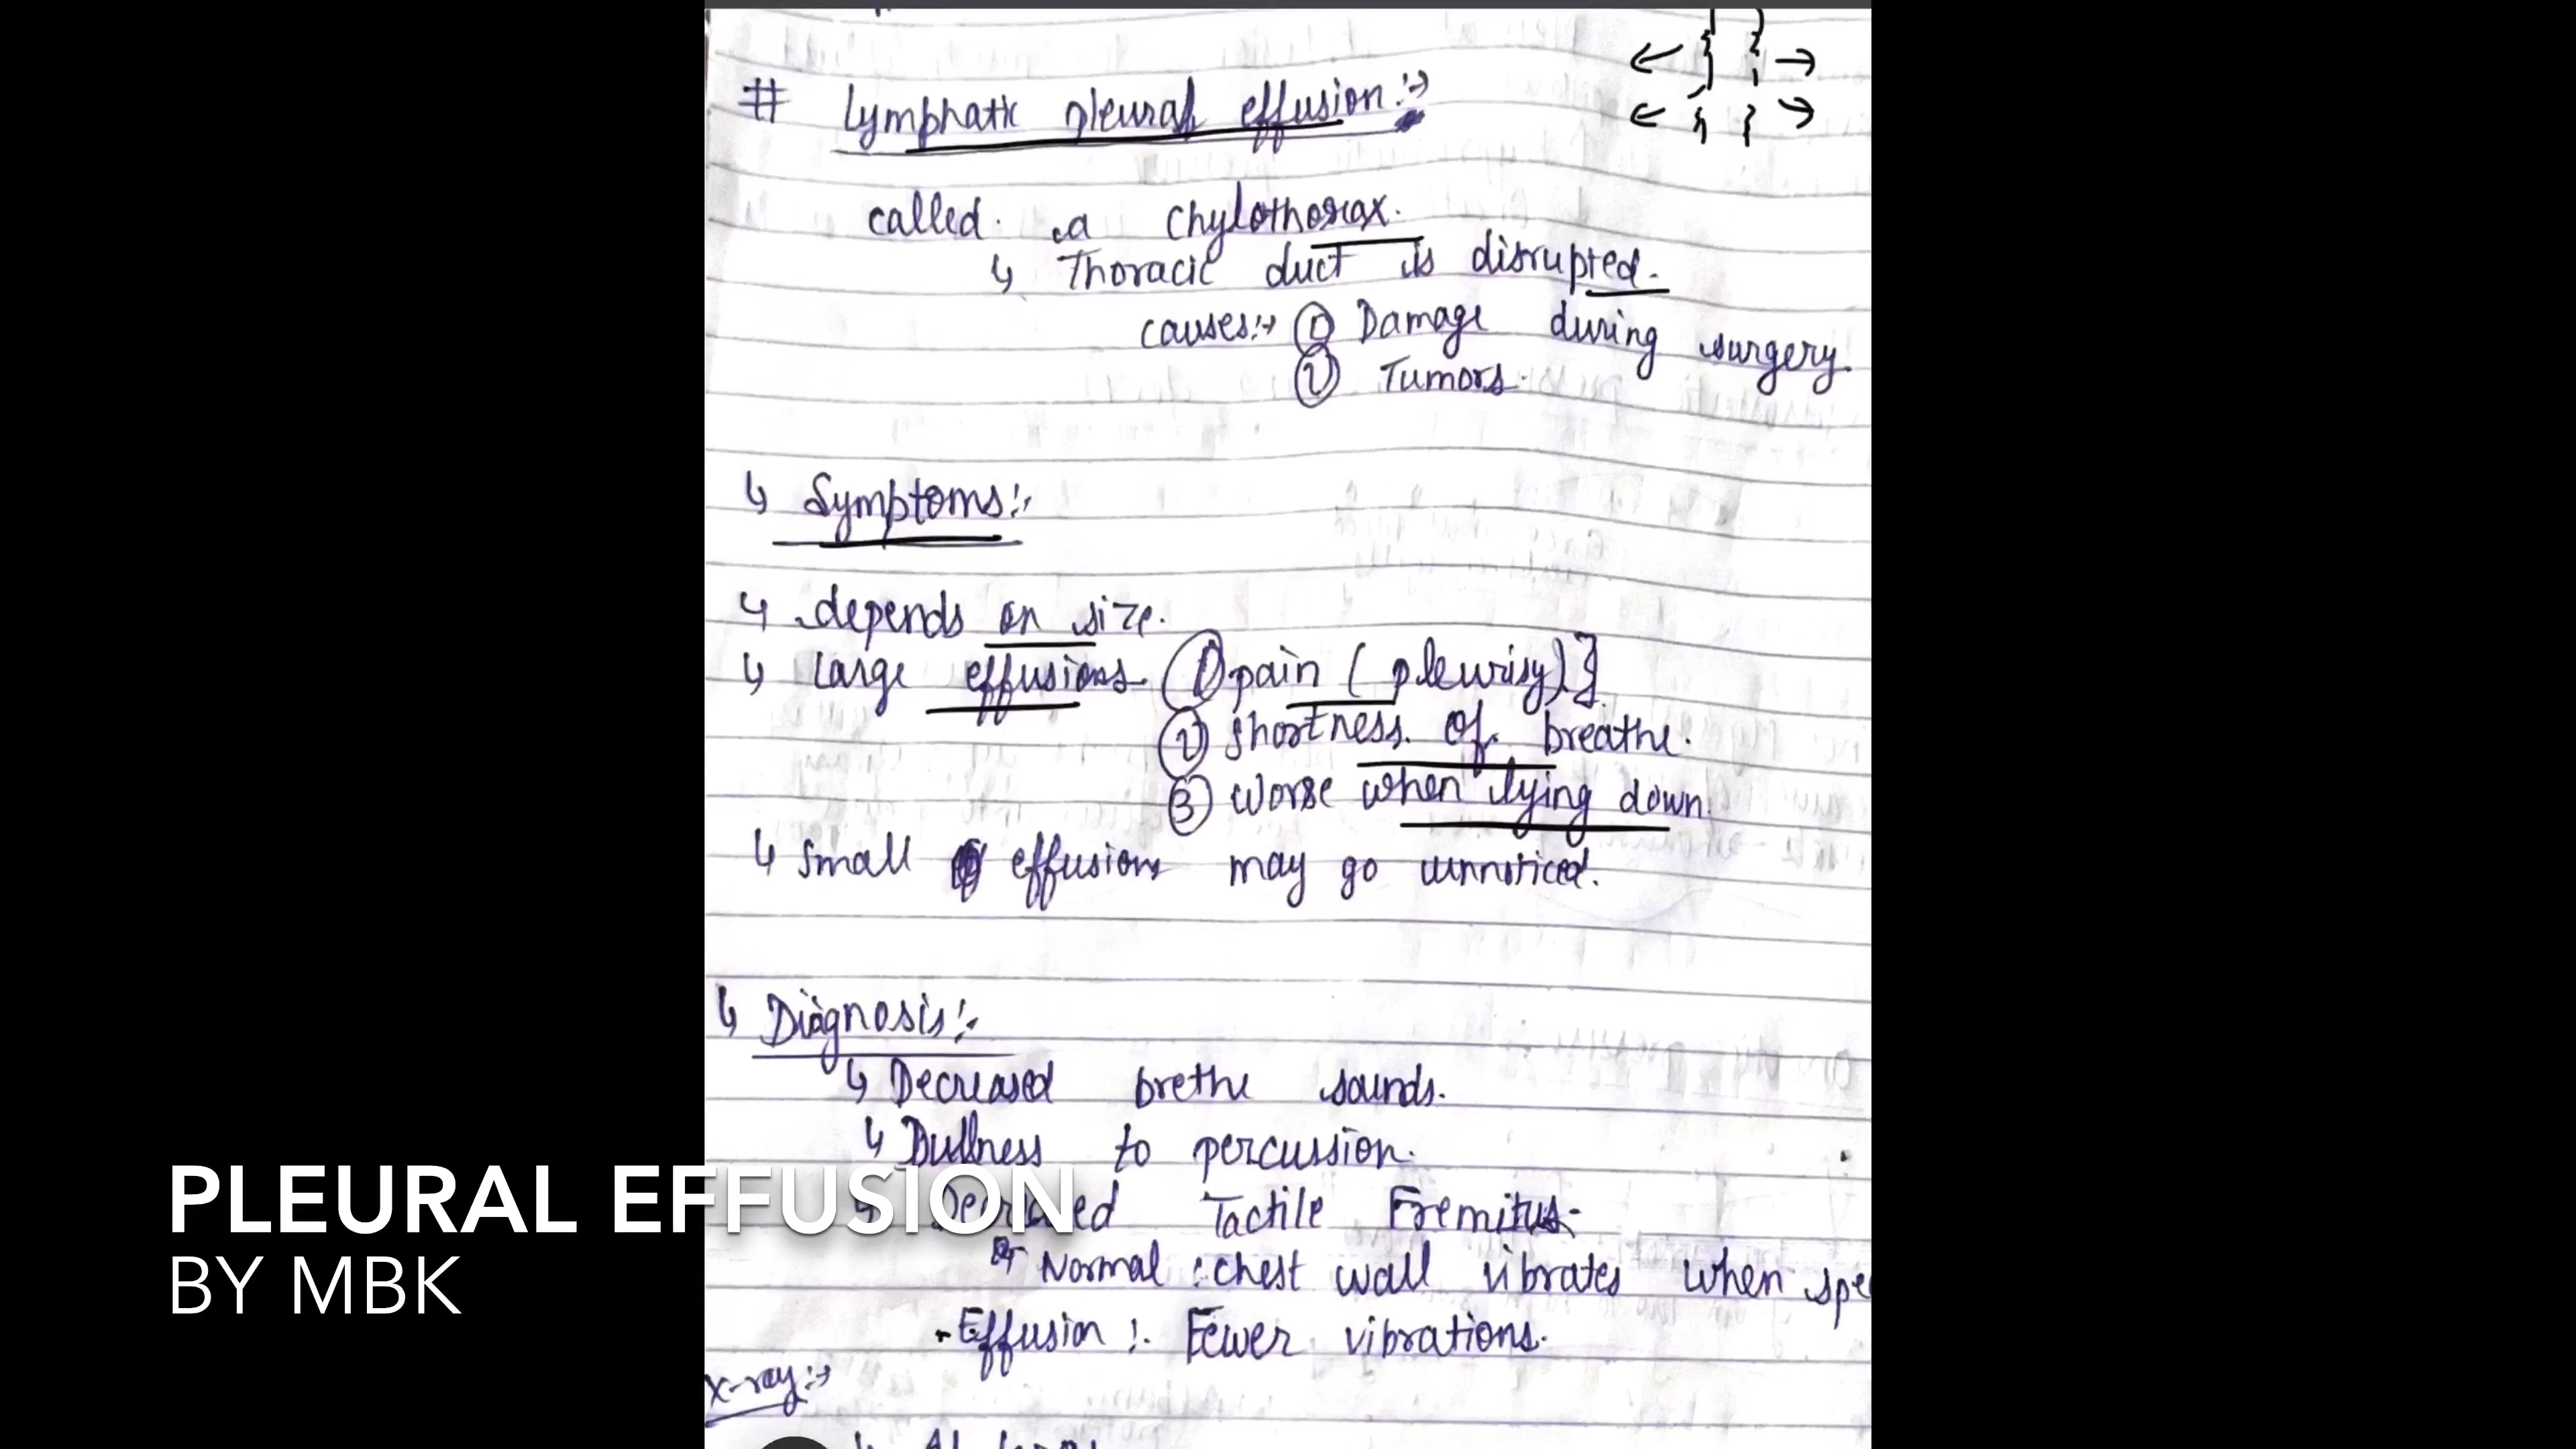 # Lymphatic pleural effusion:→
called a Chylothorax.
↳ Thoracic duct is disrupted.
causes:→ ① Damage during surgery.
② Tumors.
↳ Symptoms:-
↳ depends on size.
↳ Large effusions ① pain (pleurisy)}
② shortness of breathe.
③ Worse when lying down.
↳ Small effusions may go unnoticed.
↳ Diagnosis:-
↳ Decreased brethe sounds.
↳ Dullness to percussion.
Decreased Tactile Fremitus-
Normal : chest wall vibrates when spe
- Effusion :- Fewer vibrations.
x-ray:→
PLEURAL EFFUSION
BY MBK